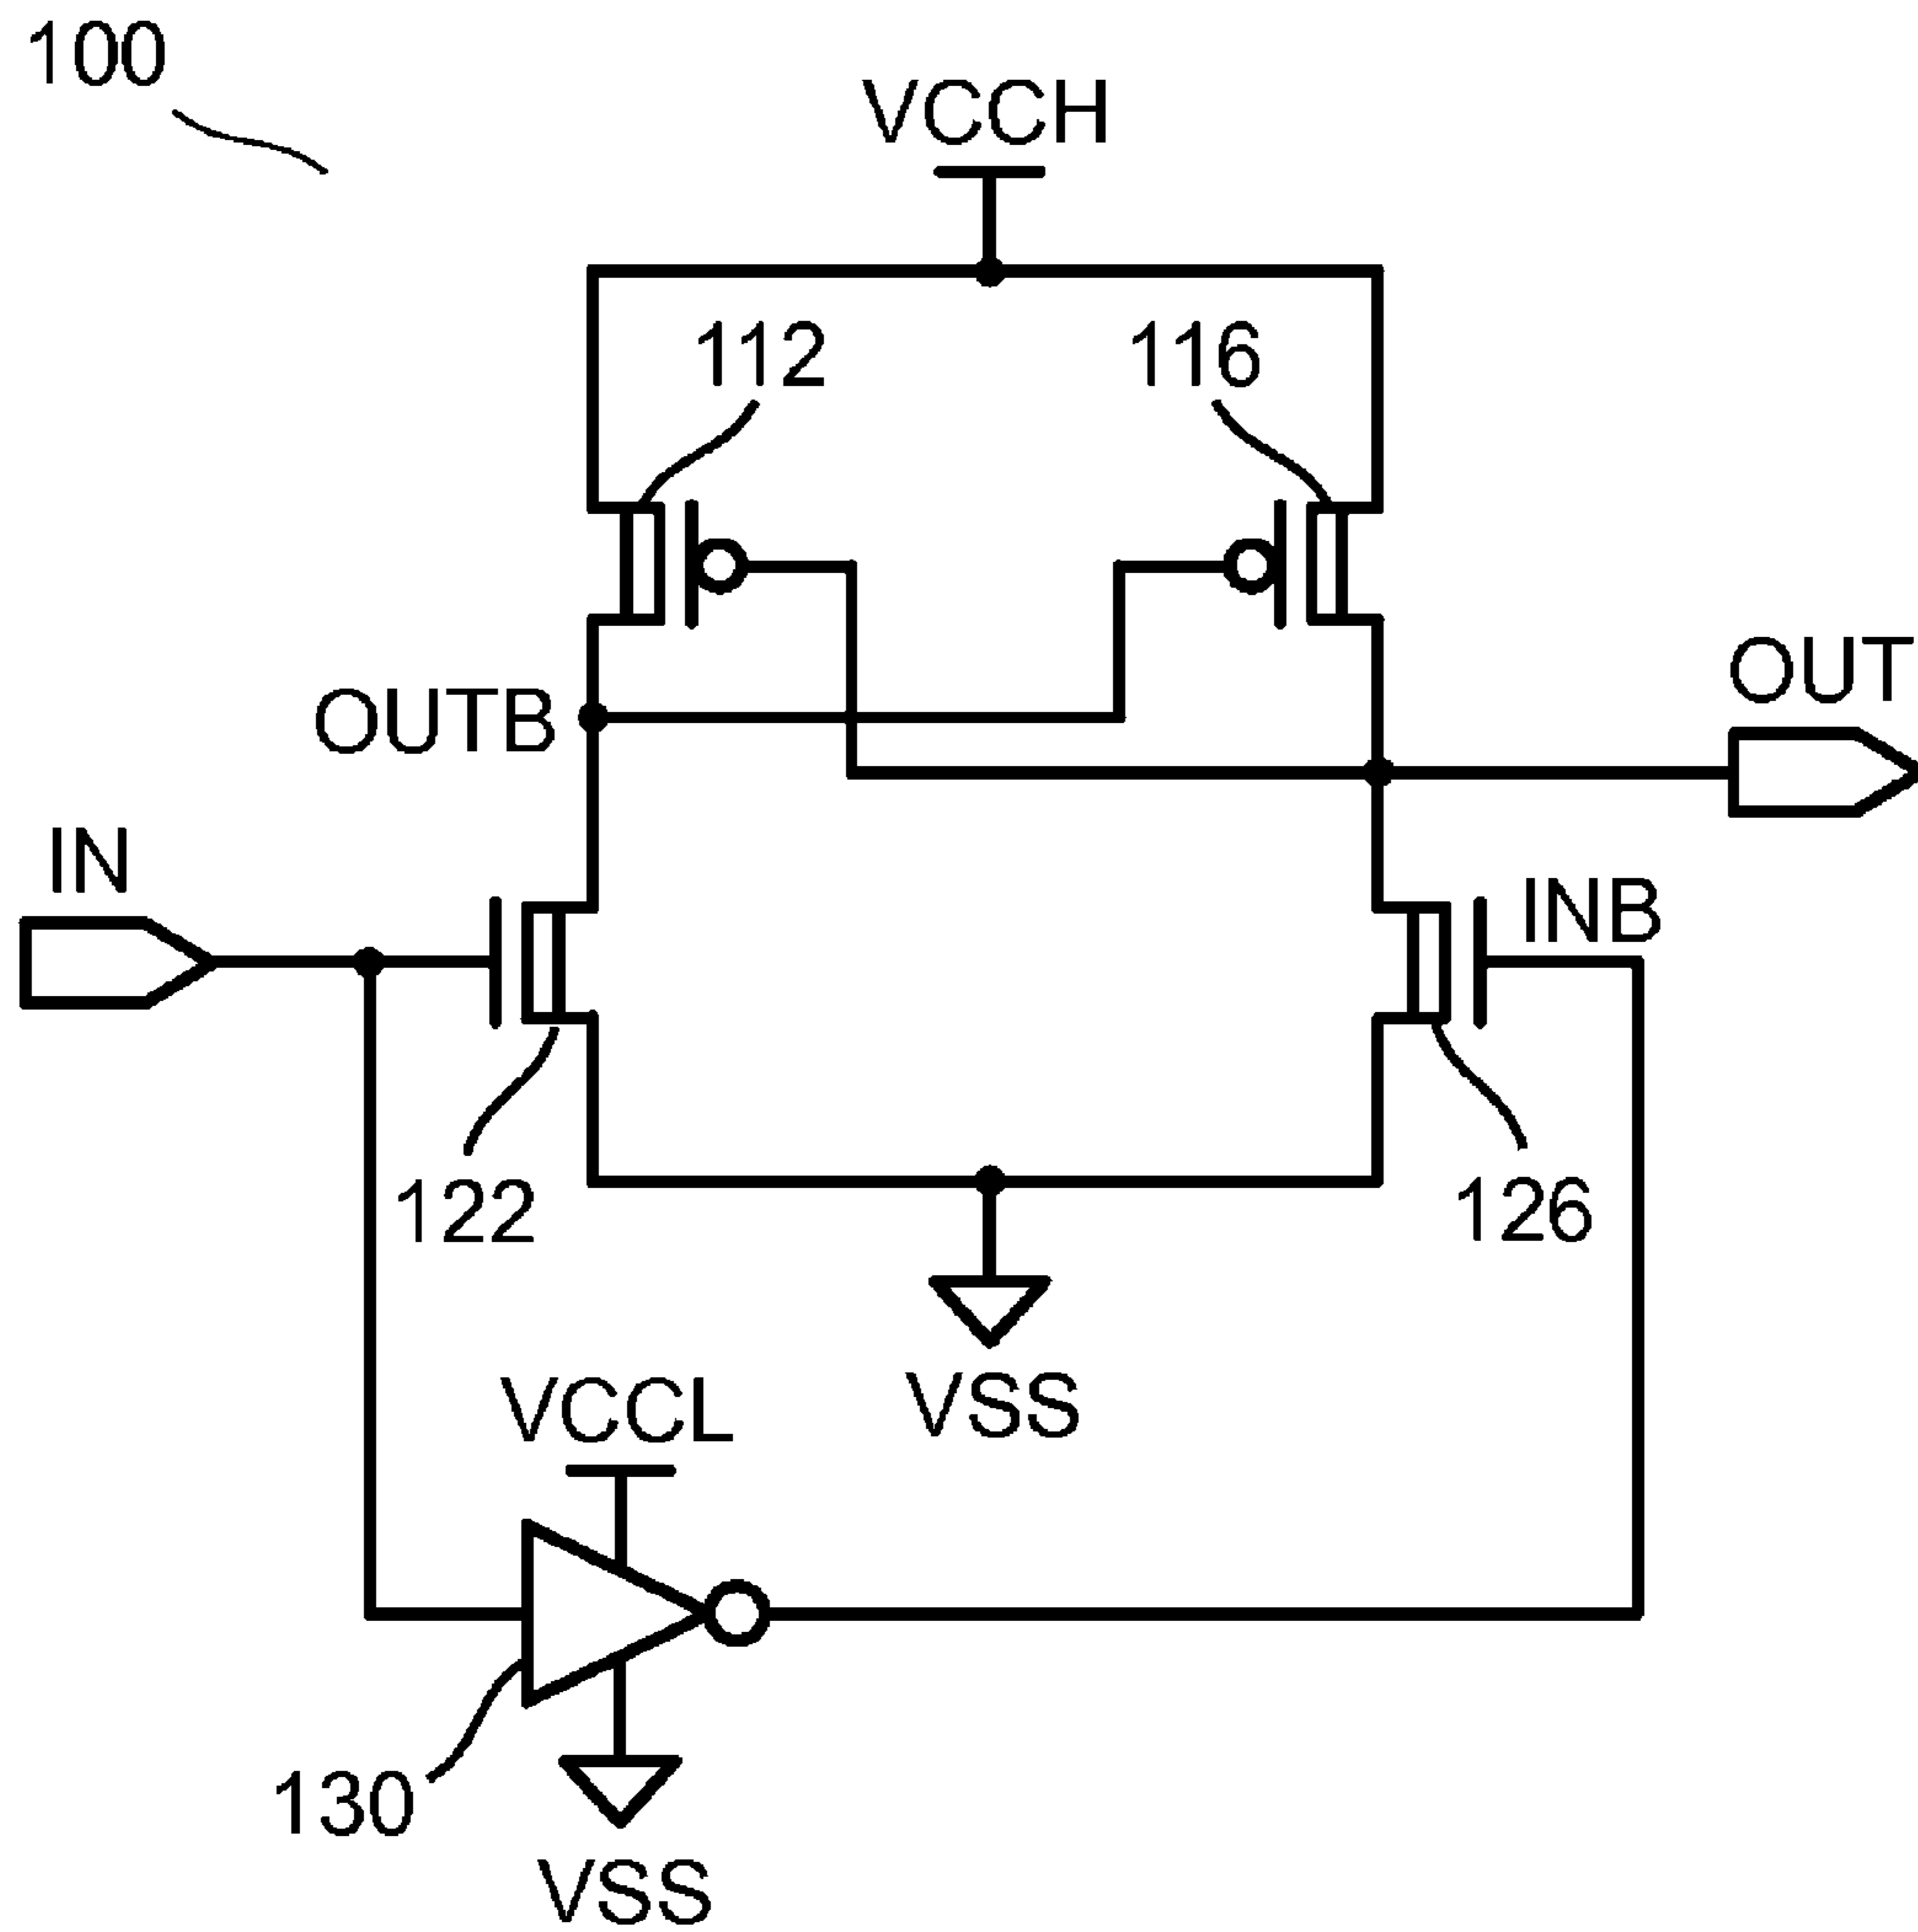 100
VCCH
112
116
OUT
OUTB
IN
INB
122
126
VSS
VCCL
130
VSS